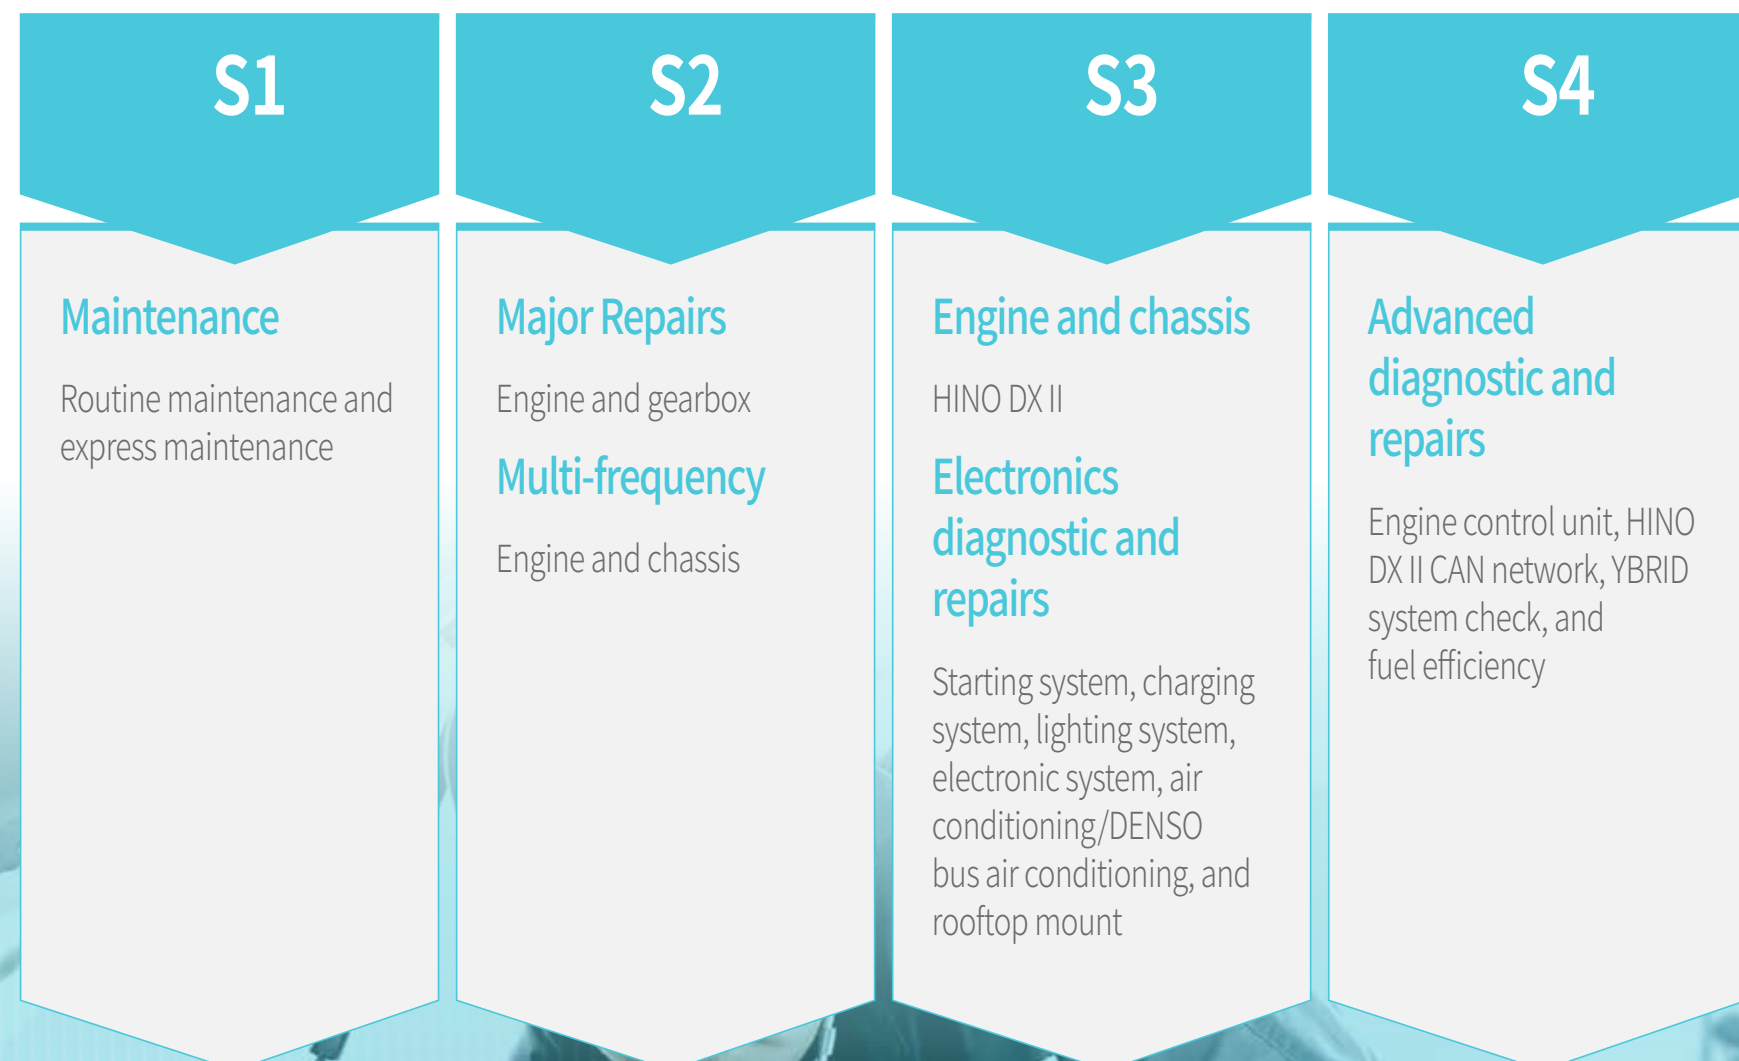 S1
Maintenance
Routine maintenance and
express maintenance
S2
Major Repairs
Engine and gearbox
Multi-frequency
Engine and chassis
S3
Engine and chassis
HINO DX II
Electronics
diagnostic and
repairs
Starting system, charging
system, lighting system,
electronic system, air
conditioning/DENSO
bus air conditioning, and
rooftop mount
S4
Advanced
diagnostic and
repairs
Engine control unit, HINO
DX II CAN network, YBRID
system check, and
fuel efficiency